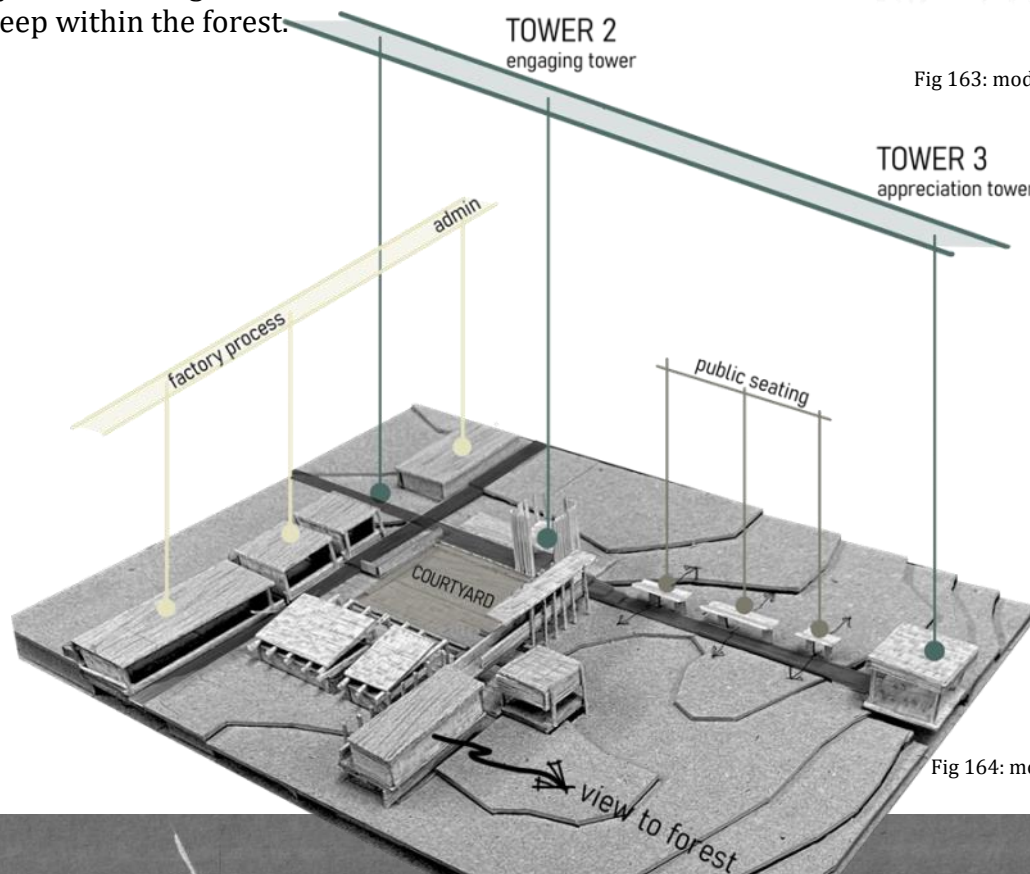 eep within the forest.
TOWER 2
engaging tower
Fig 163: mod
TOWER 3
appreciation tower
admin
factory process
public seating
COURTYARD
Fig 164: mo
view to forest